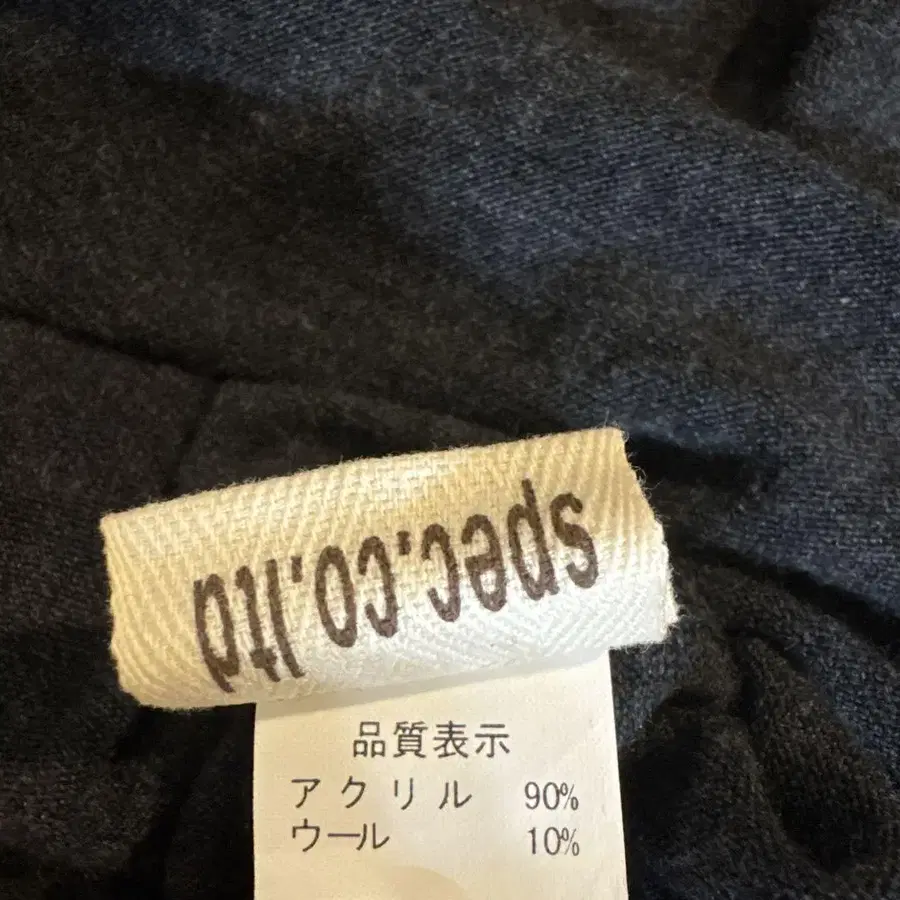 spec.co.ltd
品質表示
アクリル 90%
ウール 10%